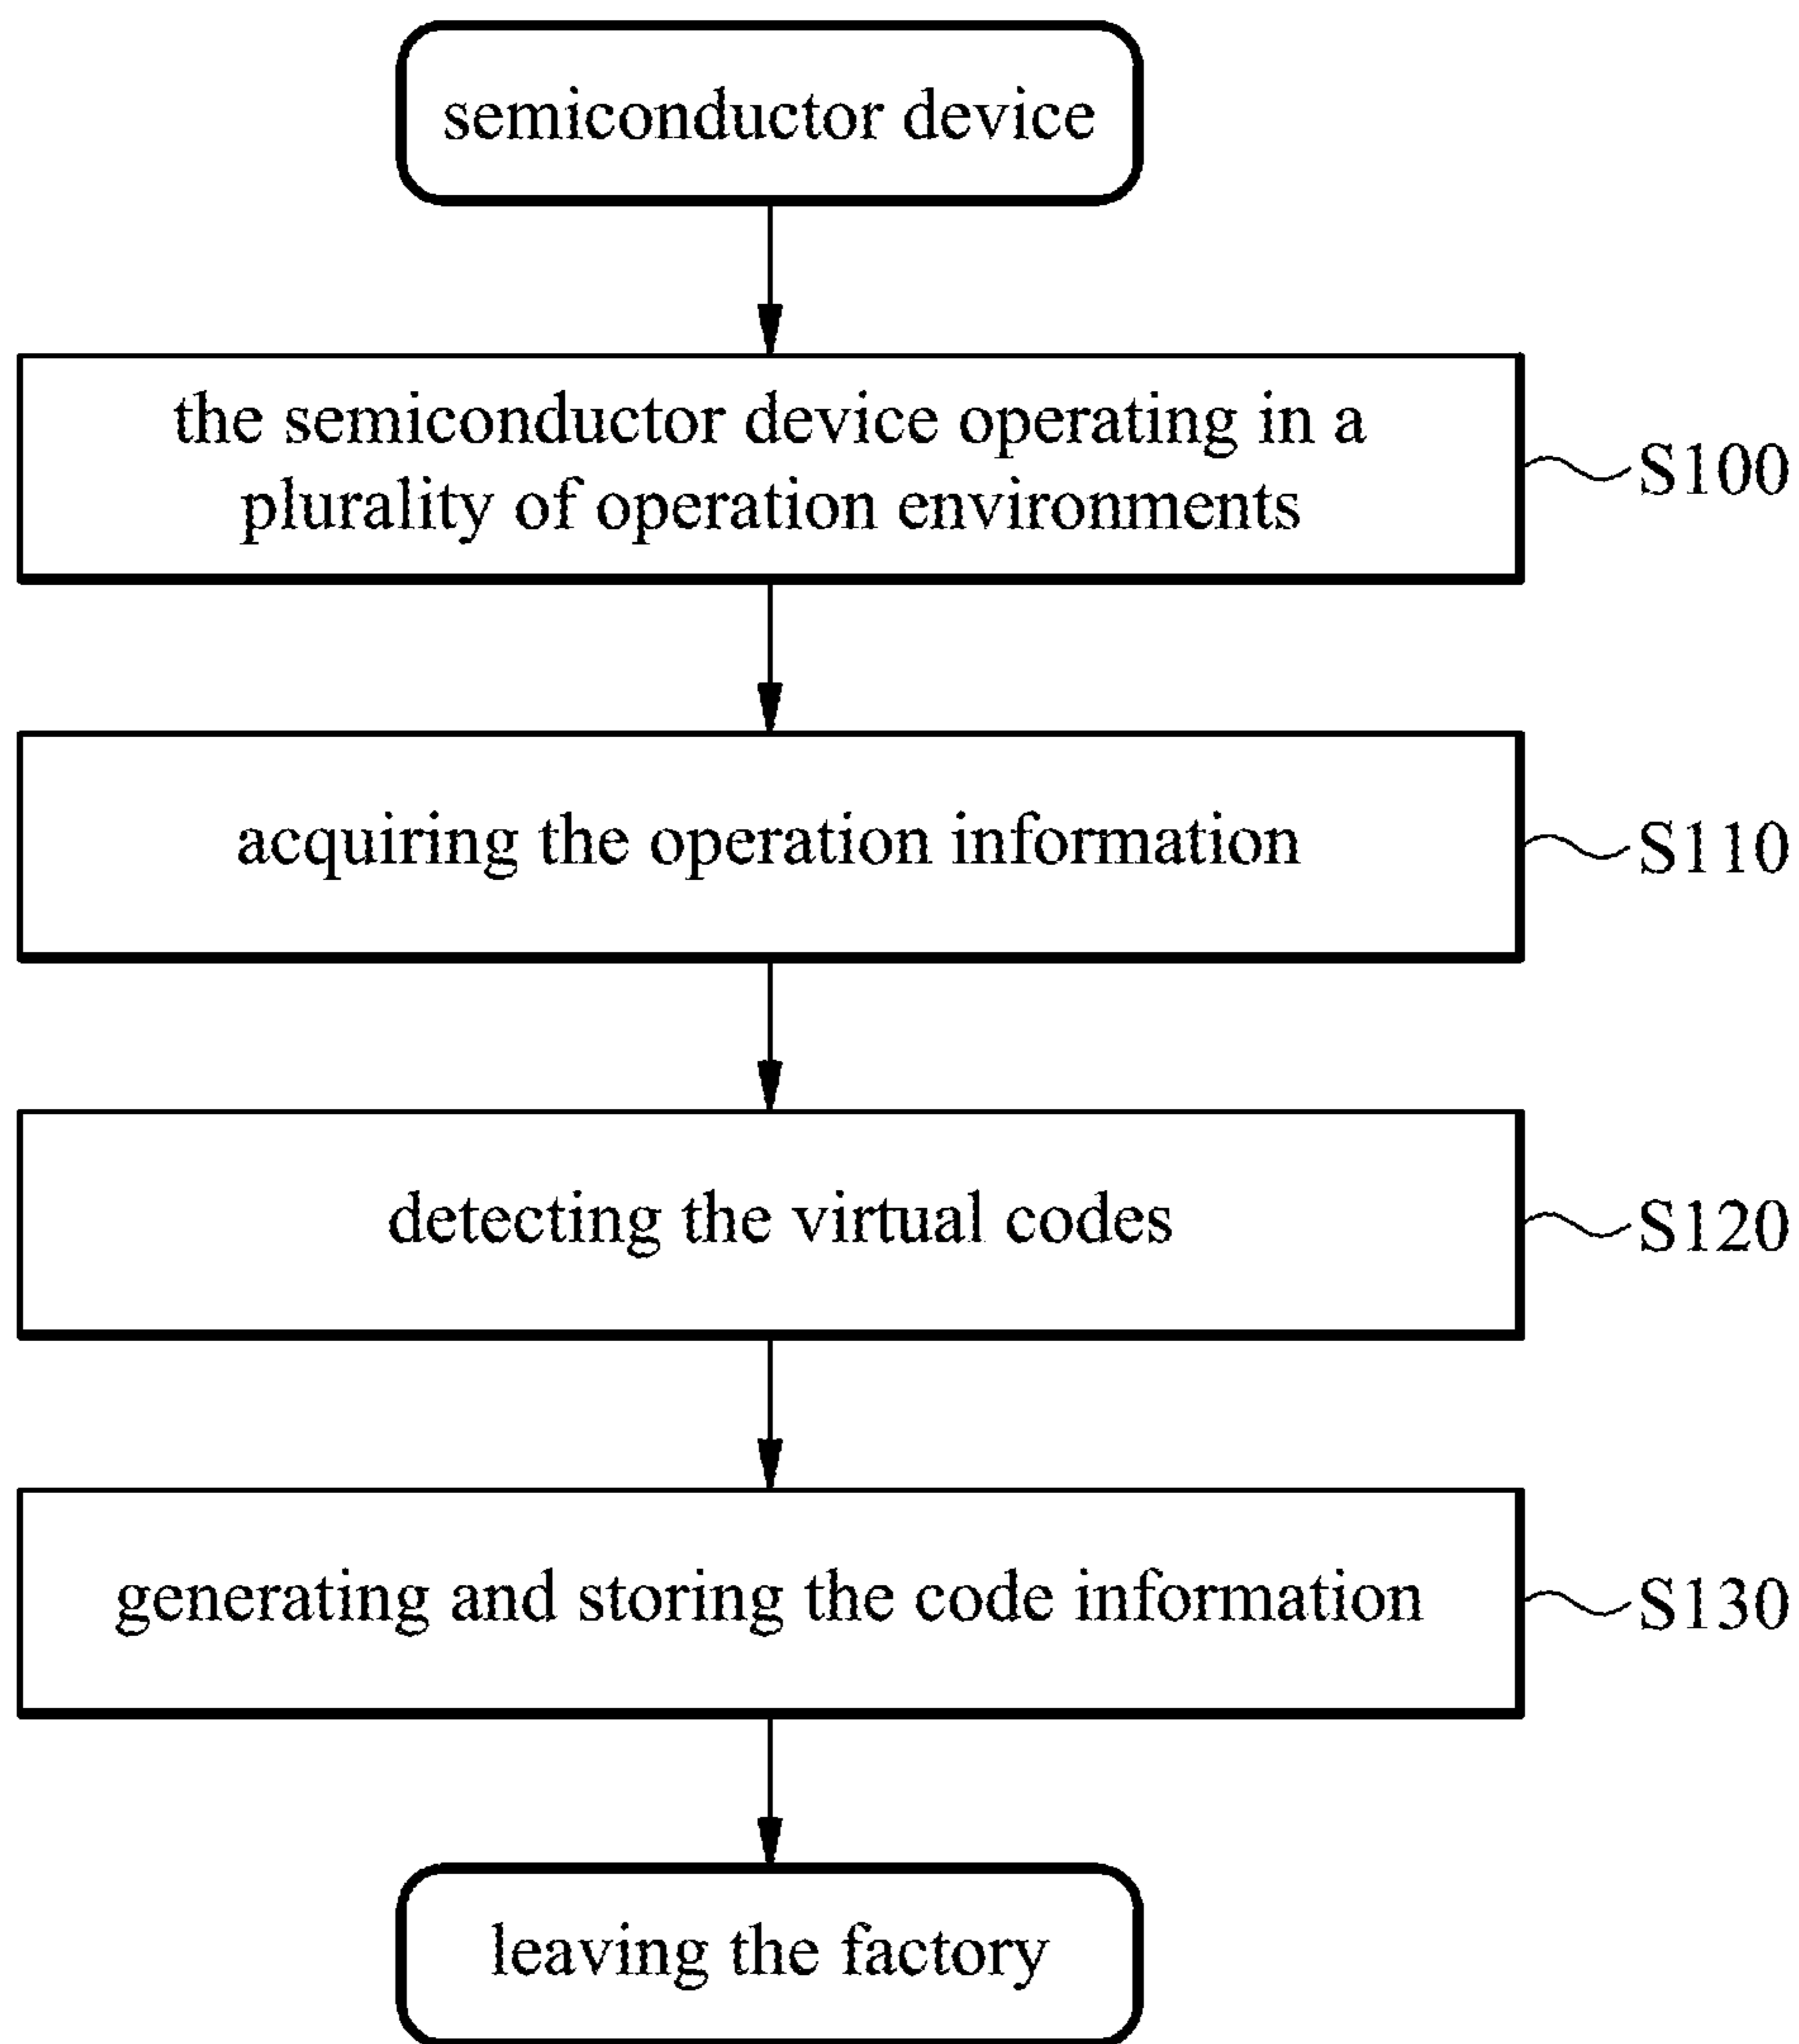 semiconductor device
the semiconductor device operating in a
plurality of operation environments
S100
acquiring the operation information
S110
detecting the virtual codes
S120
generating and storing the code information
S130
leaving the factory